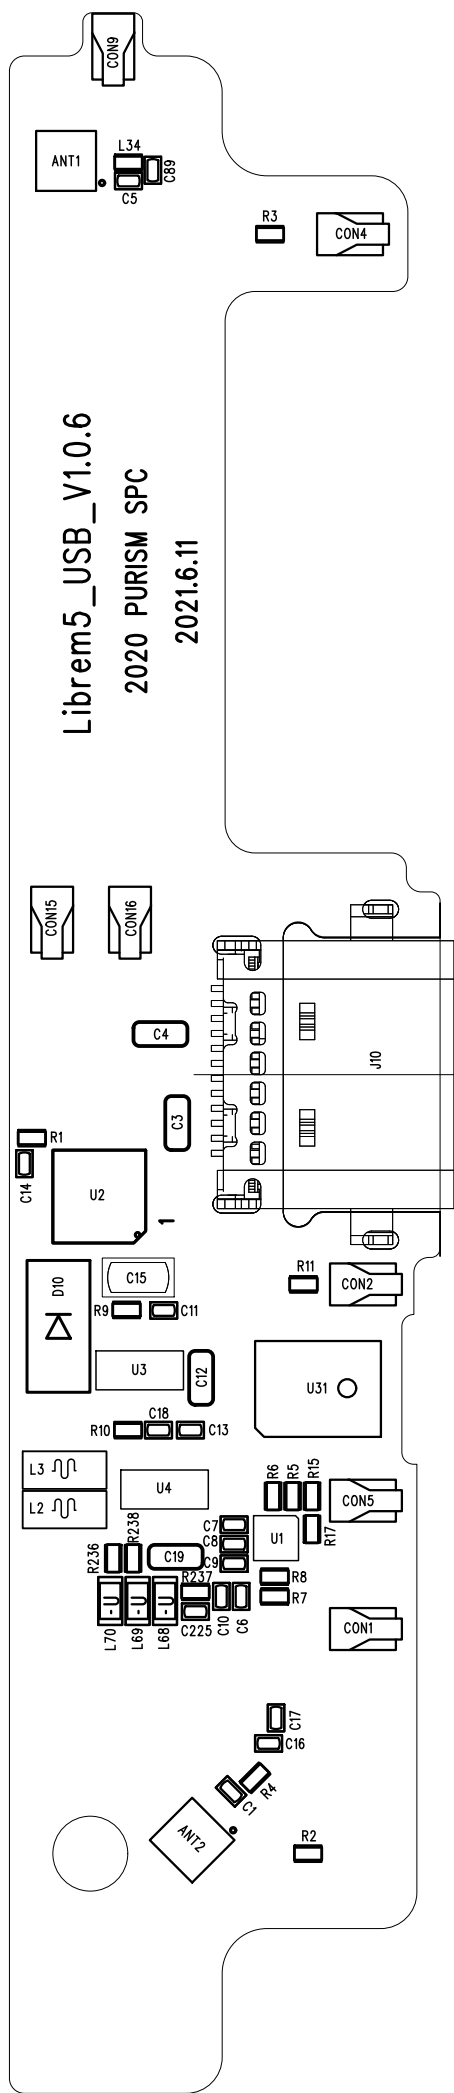 CON9
ANT1
L34
C89
C5
R3
CON4
Librem5_USB_V1.0.6
2020 PURISM SPC
2021.6.11
CON15
CON16
C4
J10
C3
R1
C14
U2
1
D10
C15
R11
CON2
R9
C11
U3
C12
U31
R10
C18
C13
L3
L2
U4
R6
R5
R15
CON5
C7
C8
C9
U1
R17
R236
R238
C19
R237
R8
R7
L70
L69
L68
C225
C10
C6
CON1
C17
C16
R4
C1
ANT2
R2